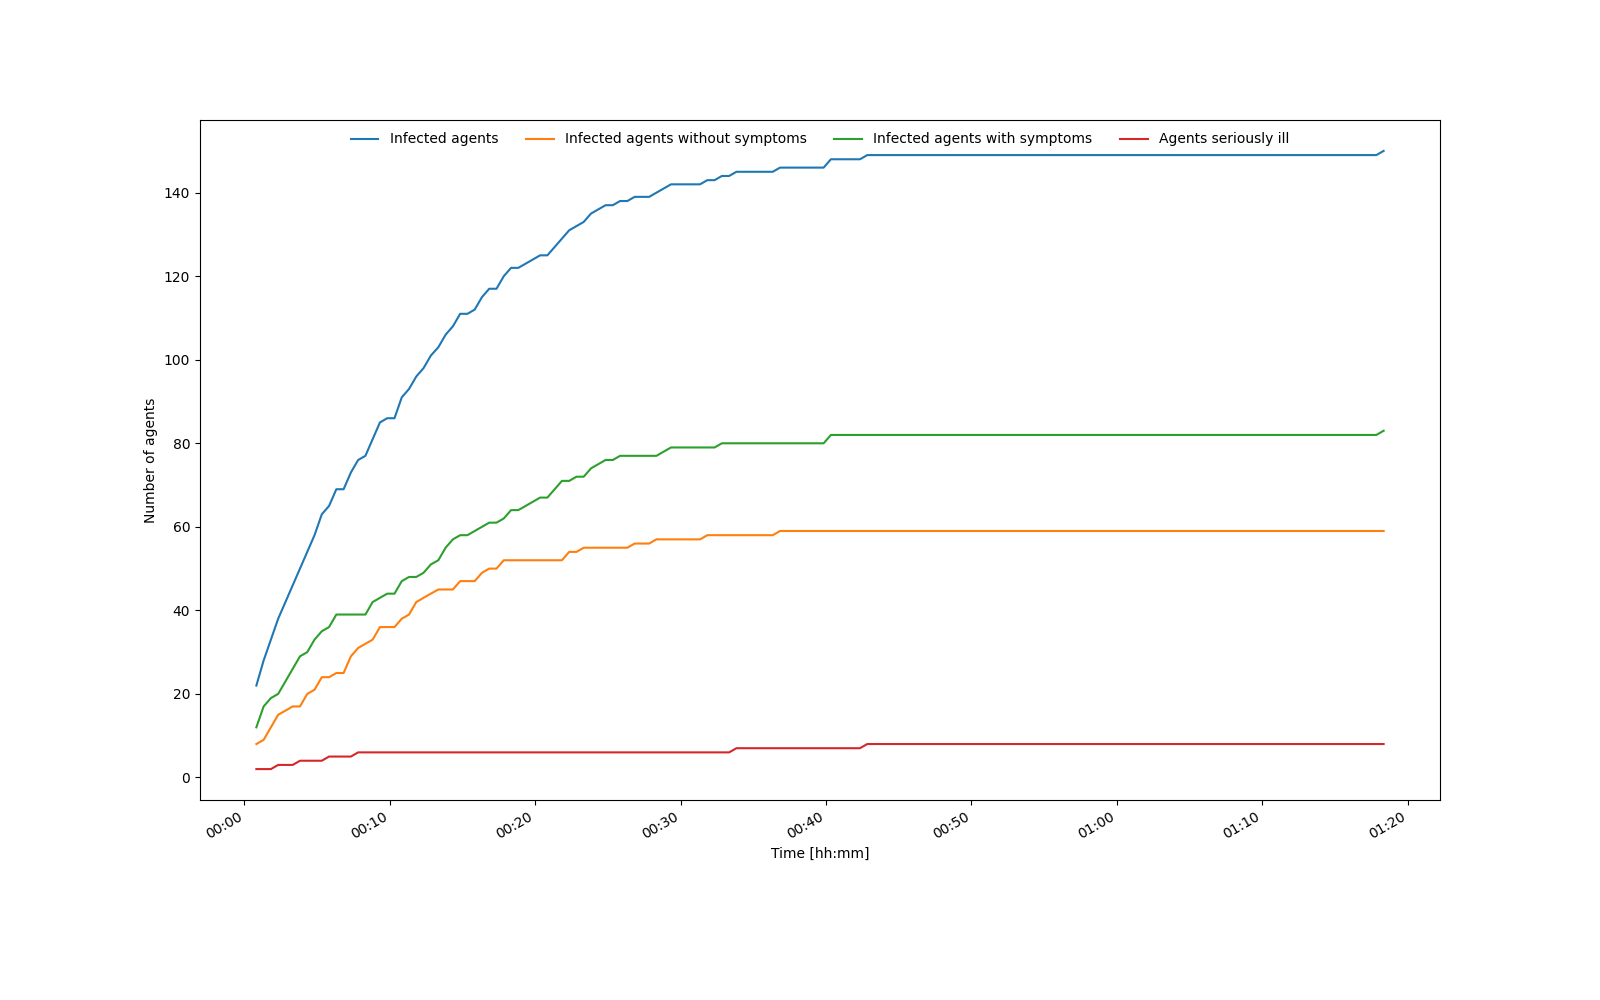 Infected agents Infected agents without symptoms Infected agents with symptoms Agents seriously ill
140
120
100
80
60
40
20
0
Number of agents
00:00 00:10 00:20 00:30 00:40 00:50 01:00 01:10 01:20
Time [hh:mm]